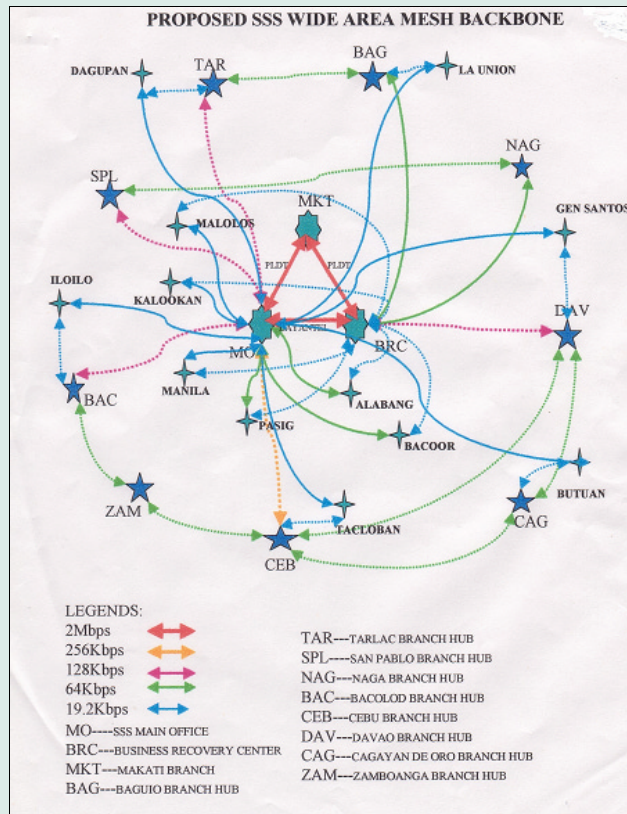 PROPOSED SSS WIDE AREA MESH BACKBONE
DAGUPAN
TAR
BAG
LA UNION
NAG
SPL
MKT
GEN SANTOS
MALOLOS
PLDT
PLDT
ILOILO
KALOOKAN
DAV
MO
BRC
MANILA
BAC
ALABANG
PASIG
BACOOR
ZAM
TACLOBAN
BUTUAN
CAG
CEB
LEGENDS:
2Mbps
256Kbps
128Kbps
64Kbps
19.2Kbps
MO----SSS MAIN OFFICE
BRC---BUSINESS RECOVERY CENTER
MKT---MAKATI BRANCH
BAG---BAGUIO BRANCH HUB
TAR---TARLAC BRANCH HUB
SPL----SAN PABLO BRANCH HUB
NAG---NAGA BRANCH HUB
BAC---BACOLOD BRANCH HUB
CEB---CEBU BRANCH HUB
DAV---DAVAO BRANCH HUB
CAG---CAGAYAN DE ORO BRANCH HUB
ZAM---ZAMBOANGA BRANCH HUB